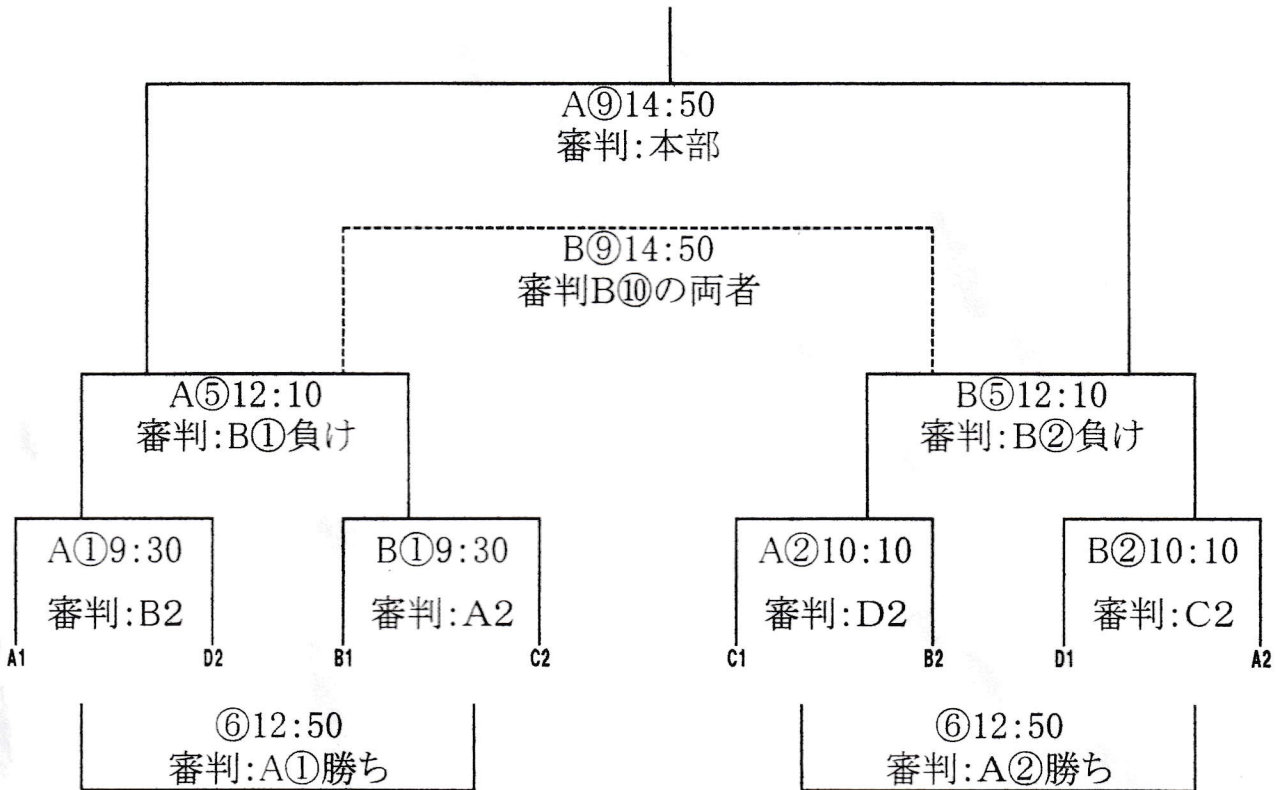 A⑨14:50
審判:本部
B⑨14:50
審判B⑩の両者
A⑤12:10
審判:B①負け
B⑤12:10
審判:B②負け
A①9:30
審判:B2
B①9:30
審判:A2
A②10:10
審判:D2
B②10:10
審判:C2
A1
D2
B1
C2
C1
B2
D1
A2
⑥12:50
審判:A①勝ち
⑥12:50
審判:A②勝ち